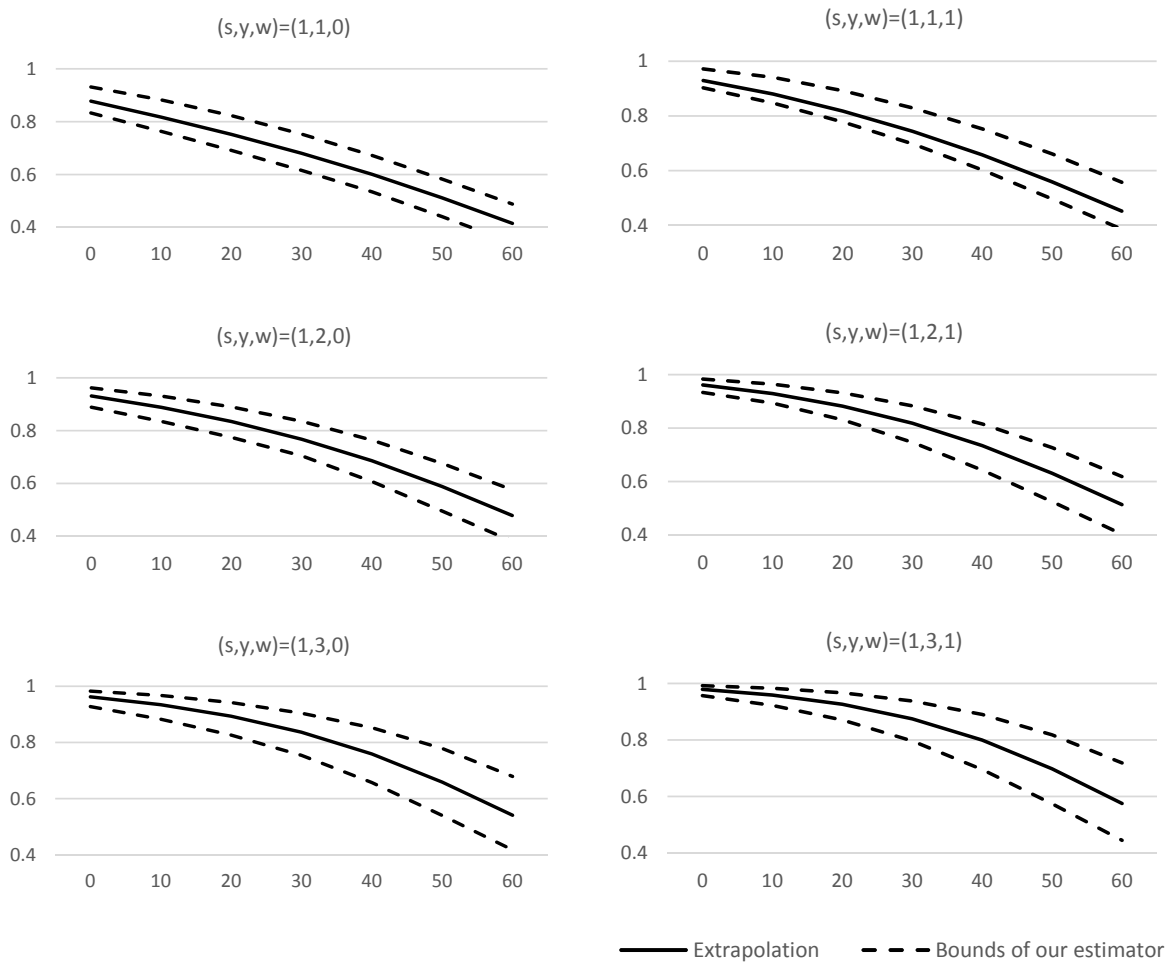 (s,y,w)=(1,1,0)
1
0.8
0.6
0.4
0 10 20 30 40 50 60
(s,y,w)=(1,1,1)
1
0.8
0.6
0.4
0 10 20 30 40 50 60
(s,y,w)=(1,2,0)
1
0.8
0.6
0.4
0 10 20 30 40 50 60
(s,y,w)=(1,2,1)
1
0.8
0.6
0.4
0 10 20 30 40 50 60
(s,y,w)=(1,3,0)
1
0.8
0.6
0.4
0 10 20 30 40 50 60
(s,y,w)=(1,3,1)
1
0.8
0.6
0.4
0 10 20 30 40 50 60
Extrapolation Bounds of our estimator